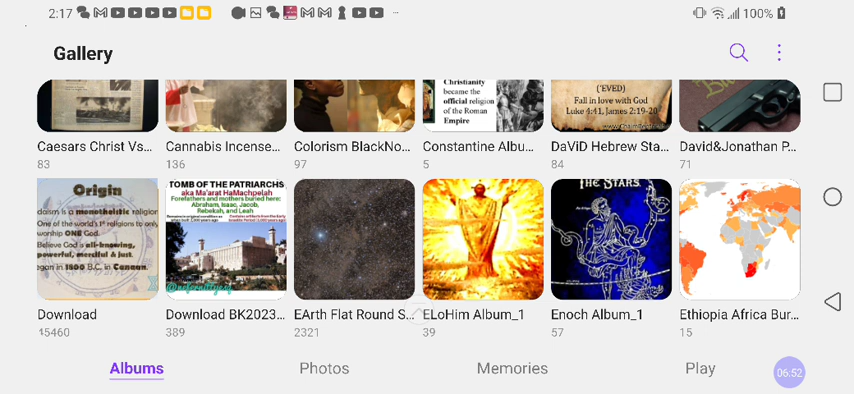 2:17
100%
Gallery
Christianity
became the
official religion
of the Roman
Empire
('EVED)
Fall in love with God
Luke 4:41, James 2:19-20
Caesars Christ Vs...
Cannabis Incense...
Colorism BlackNo...
Constantine Albu...
DaViD Hebrew Sta...
David&Jonathan P...
83
136
97
5
84
71
Origin
daism is a monotheistic religion
One of the world's 1st religions to only
worship ONE God.
Believe God is all-knowing,
powerful, merciful & just.
egan in 1800 B.C. in Canaan.
TOMB OF THE PATRIARCHS
aka Ma'arat HaMachpelah
Forefathers and mothers buried here:
Abraham, Isaac, Jacob,
Rebekah, and Leah
THE STARS.
Download
Download BK2023...
EArth Flat Round S...
ELoHim Album_1
Enoch Album_1
Ethiopia Africa Bur...
45460
389
2321
39
57
15
Albums
Photos
Memories
Play
06:52